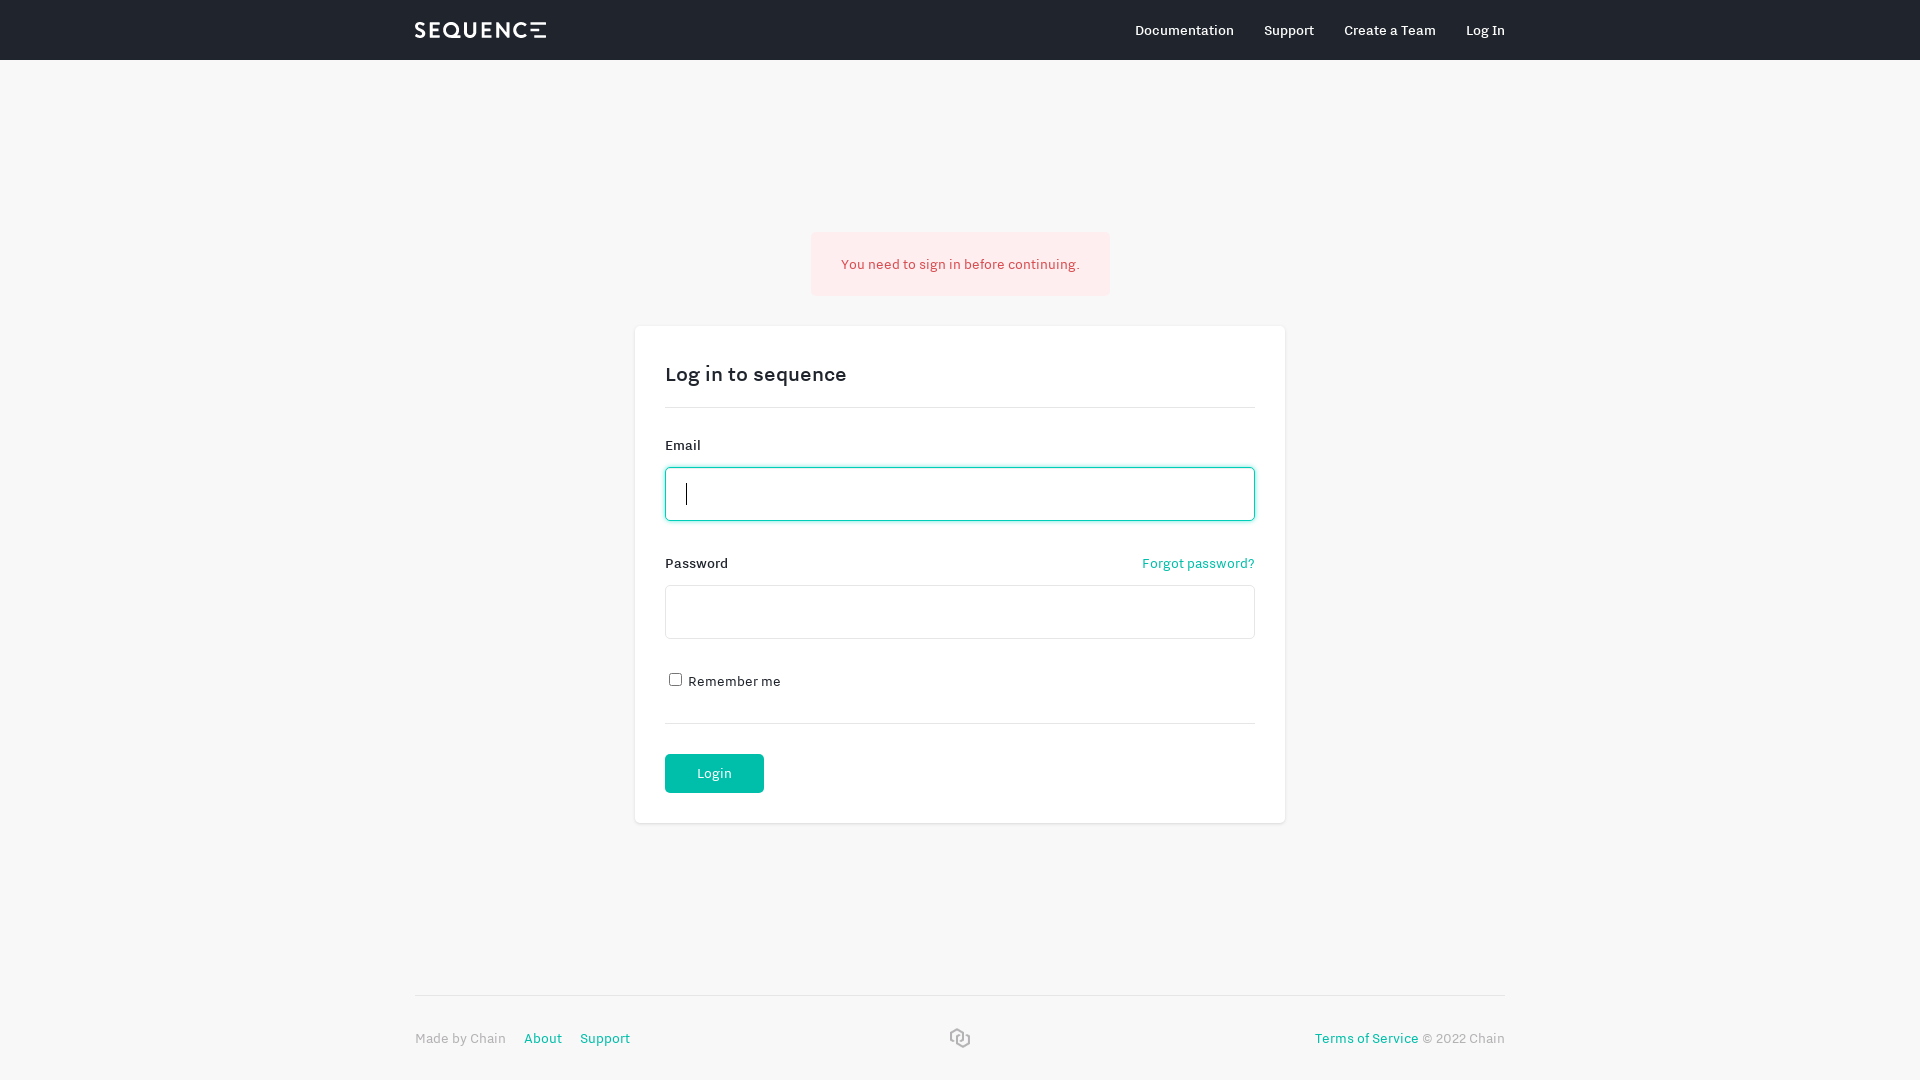 SEQUENCE
Documentation
Support
Create a Team
Log In
You need to sign in before continuing.
Log in to sequence
Email
Password
Forgot password?
Remember me
Login
Made by Chain
About
Support
Terms of Service © 2022 Chain